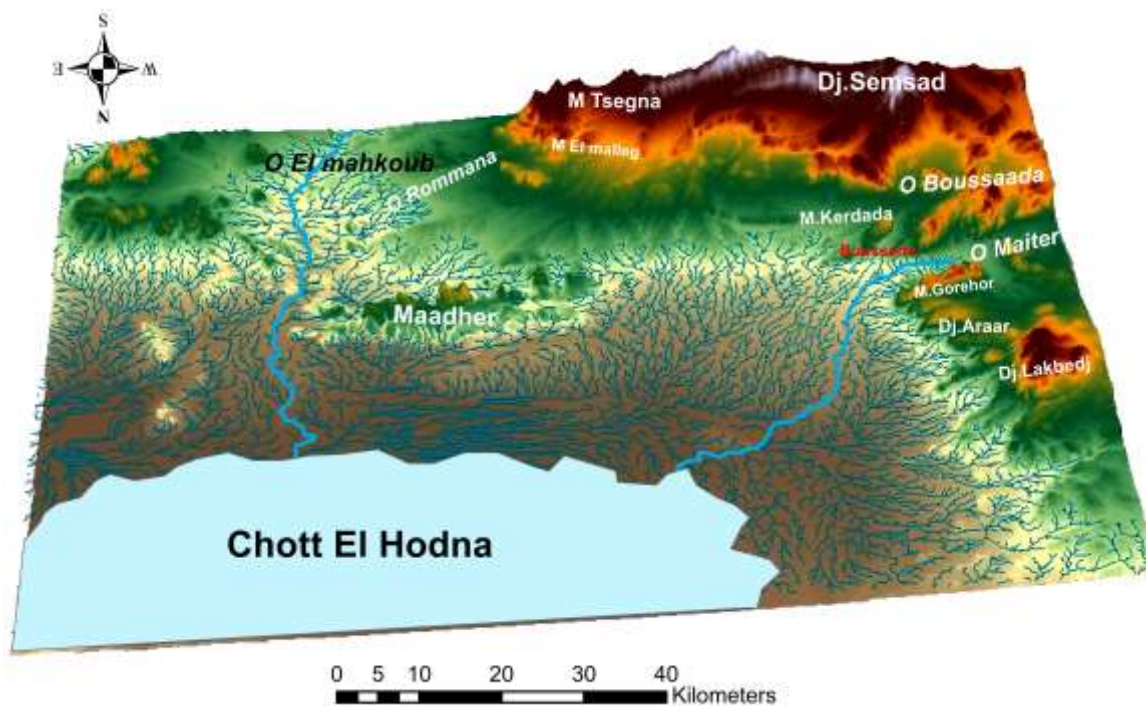 S
E W
N
Dj.Semsad
M Tsegna
M El mallag
O El mahkoub
O Rommana
O Boussaada
M.Kerdada
O Maiter
M.Gorehor
Maadher
Dj.Araar
Dj.Lakbedj
Chott El Hodna
0 5 10 20 30 40
Kilometers